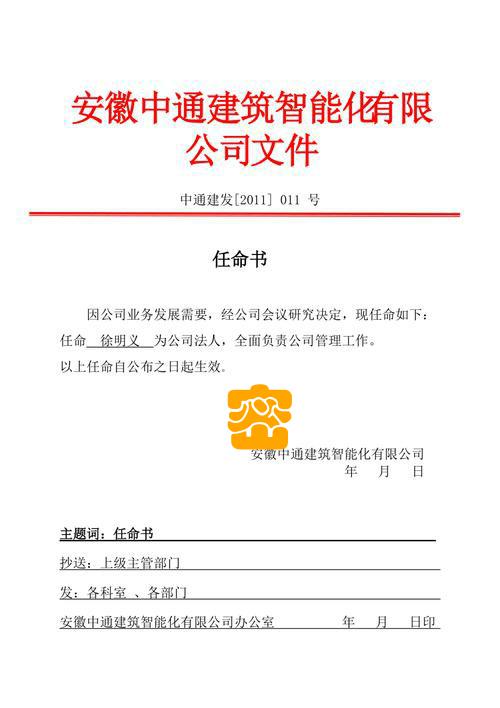 安徽中通建筑智能化有限
公司文件
中通建发[2011] 011 号
任命书
因公司业务发展需要，经公司会议研究决定，现任命如下：
任命 徐明义 为公司法人，全面负责公司管理工作。
以上任命自公布之日起生效。
安徽中通建筑智能化有限公司
年 月 日
主题词：任命书
抄送：上级主管部门
发：各科室 、各部门
安徽中通建筑智能化有限公司办公室 年 月 日印